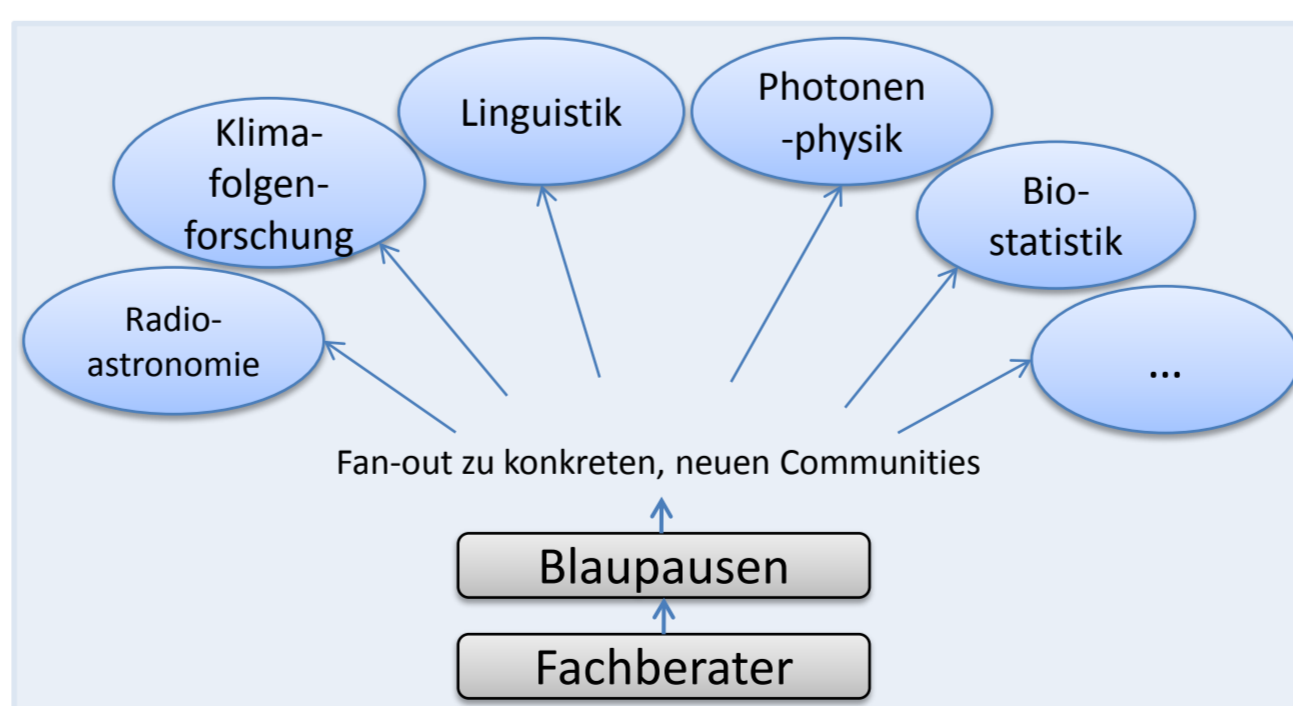 Linguistik
Photonen
-physik
Klima-
folgen-
forschung
Bio-
statistik
Radio-
astronomie
...
Fan-out zu konkreten, neuen Communities
Blaupausen
Fachberater